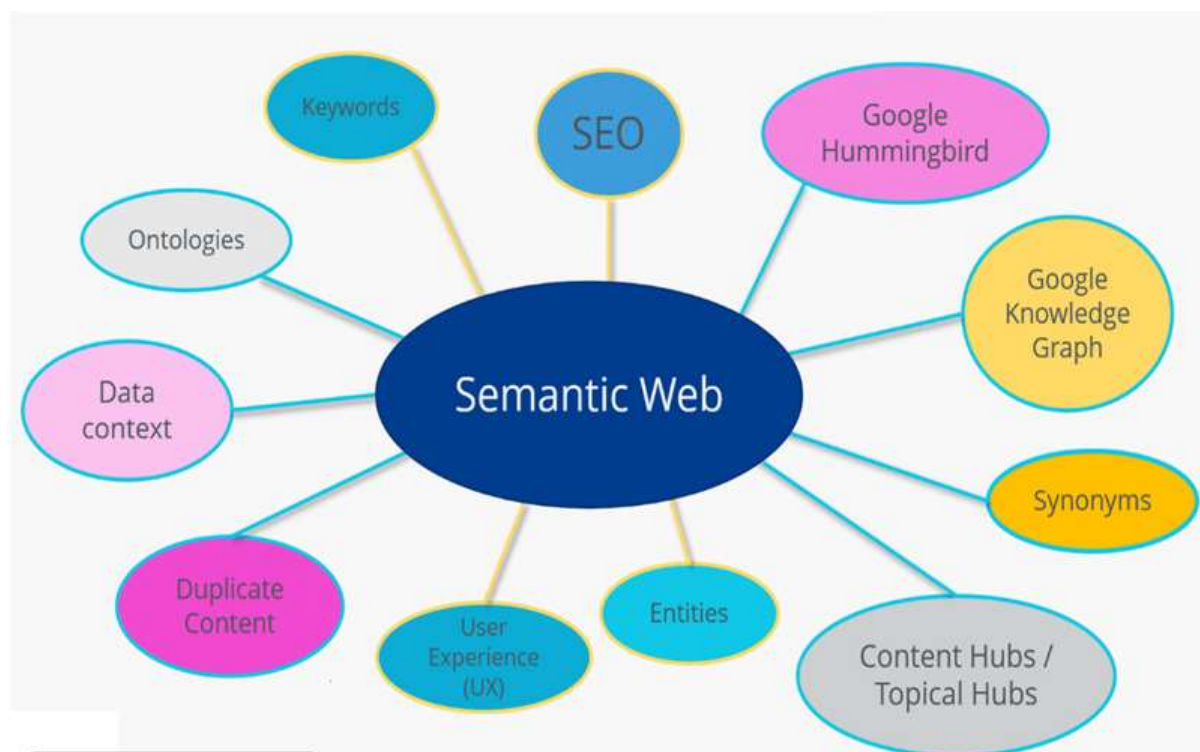 Keywords
SEO
Google
Hummingbird
Ontologies
Google
Knowledge
Graph
Data
context
Semantic Web
Synonyms
Duplicate
Content
User
Experience
(UX)
Entities
Content Hubs /
Topical Hubs